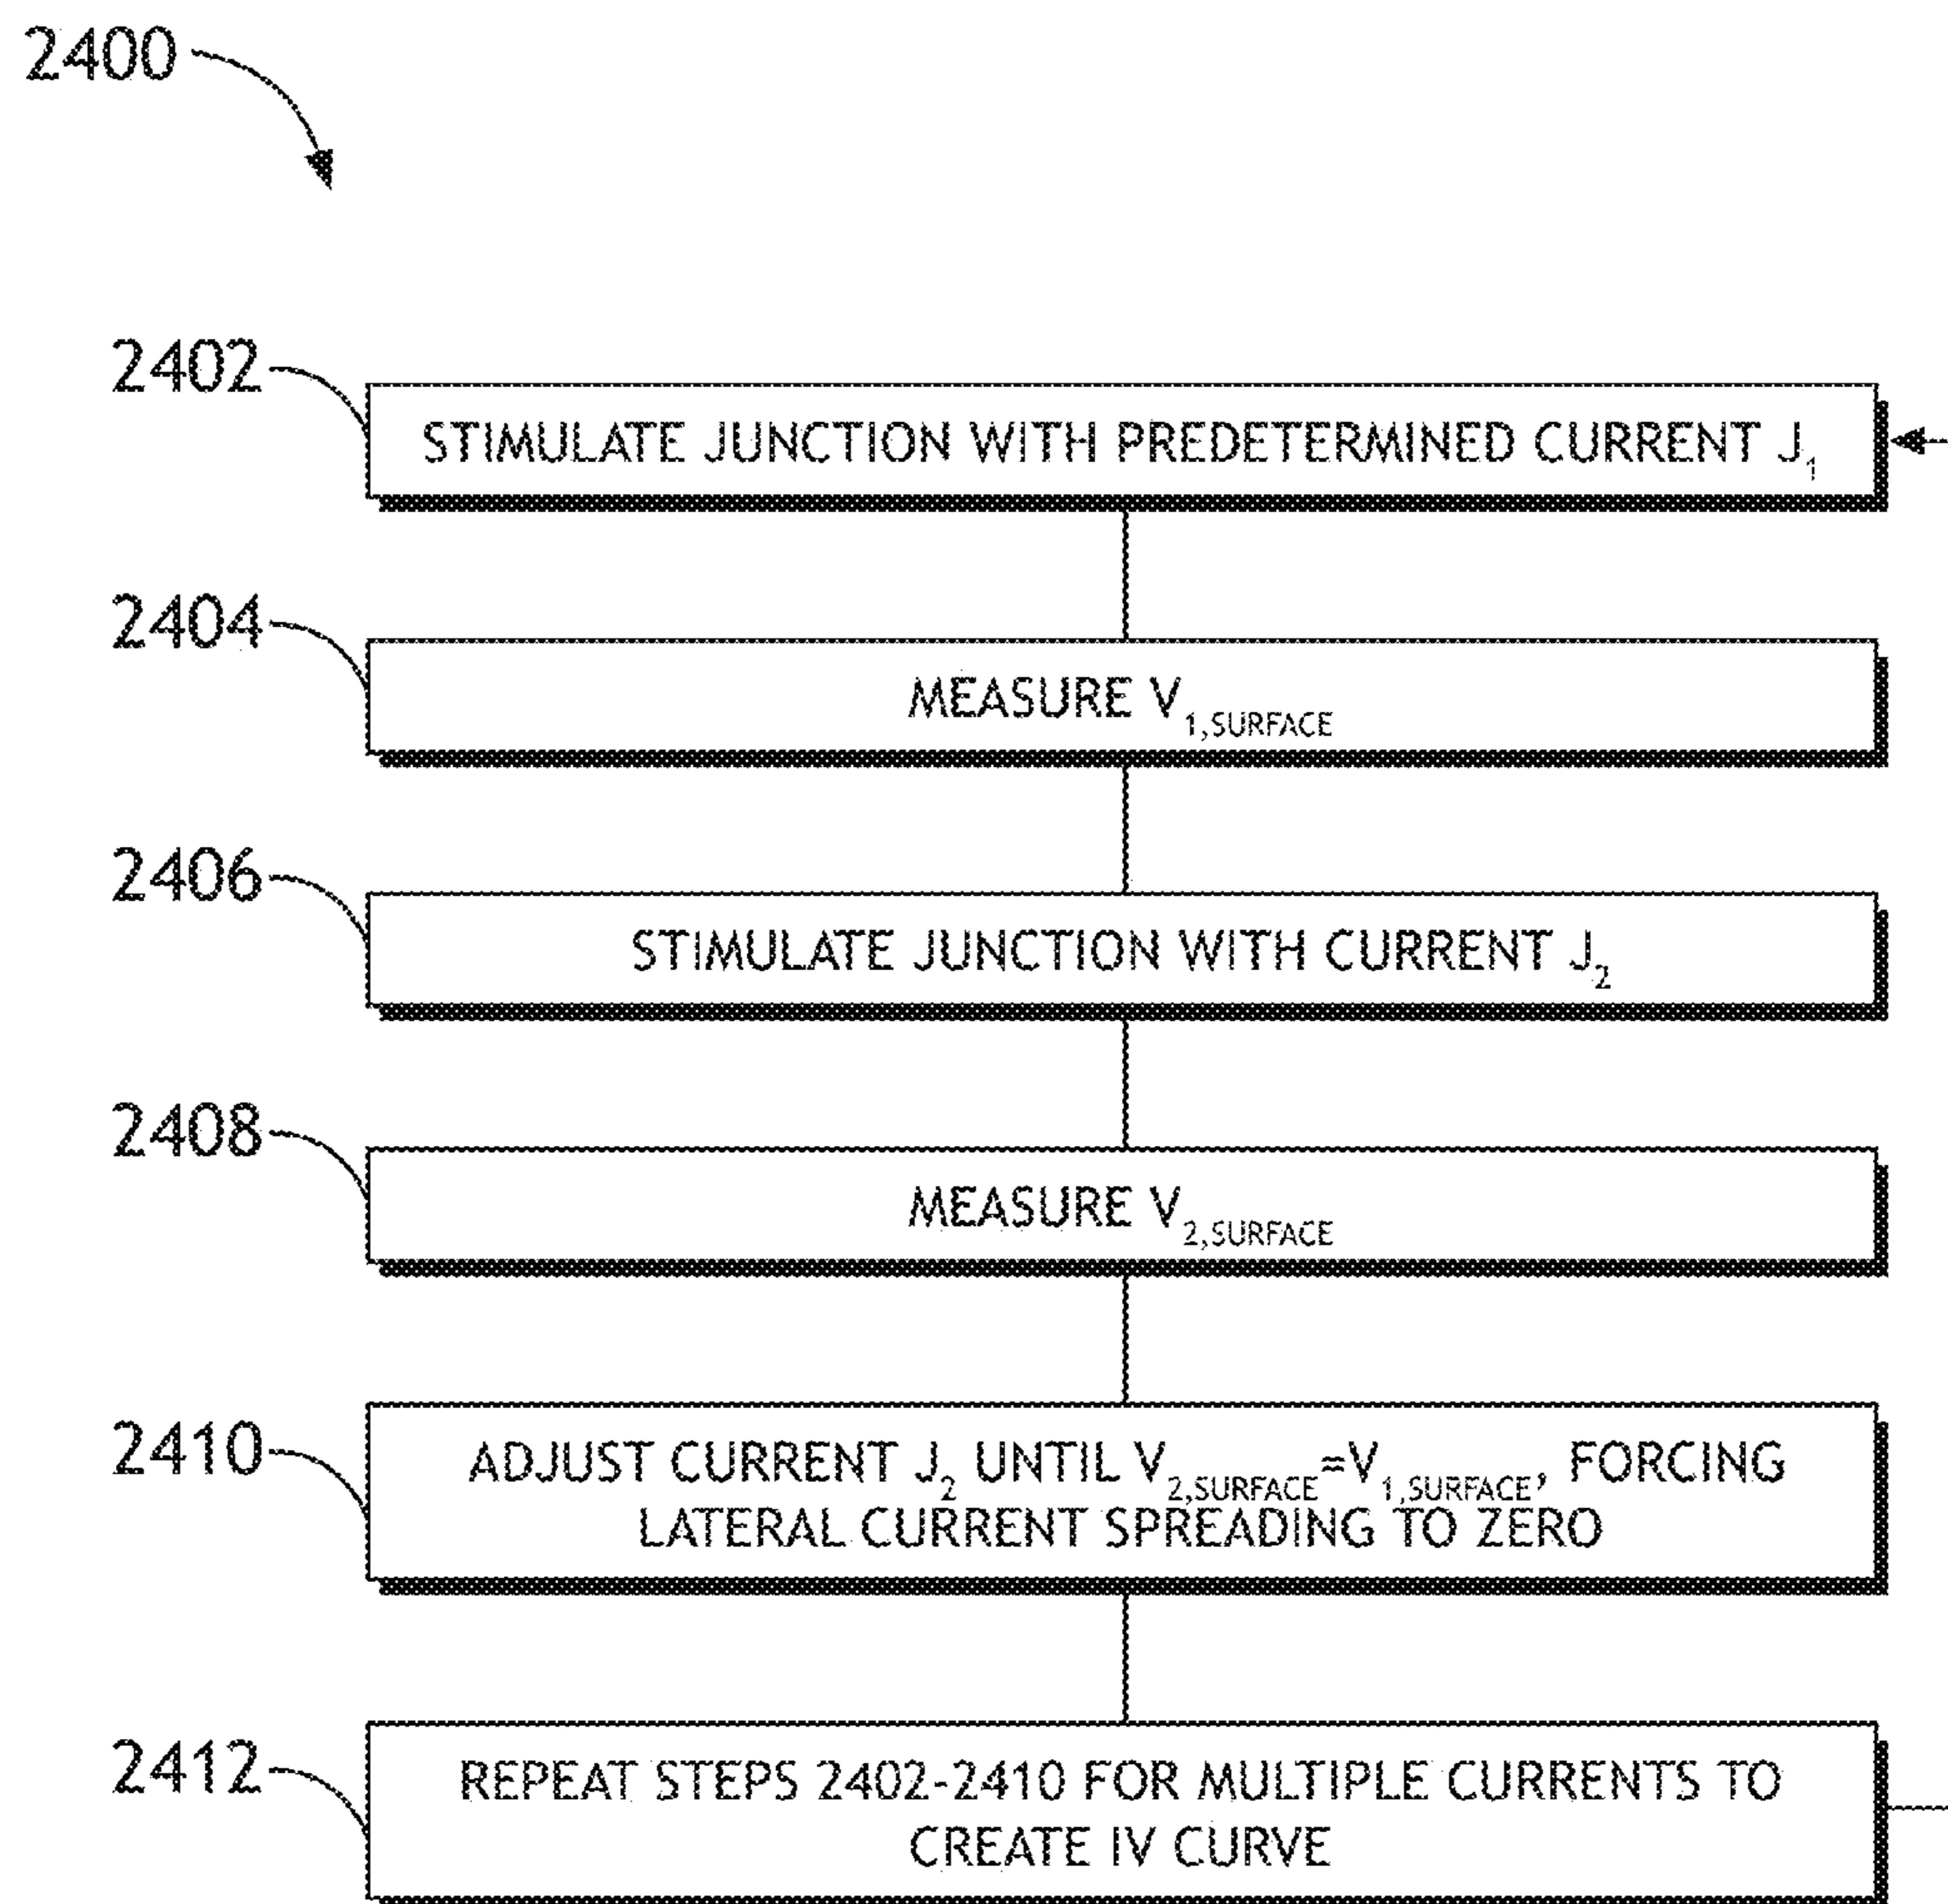 2400
2402
STIMULATE JUNCTION WITH PREDETERMINED CURRENT J₁
2404
MEASURE V₁,SURFACE
2406
STIMULATE JUNCTION WITH CURRENT J₂
2408
MEASURE V₂,SURFACE
2410
ADJUST CURRENT J₂ UNTIL V₂,SURFACE=V₁,SURFACE, FORCING
LATERAL CURRENT SPREADING TO ZERO
2412
REPEAT STEPS 2402-2410 FOR MULTIPLE CURRENTS TO
CREATE IV CURVE